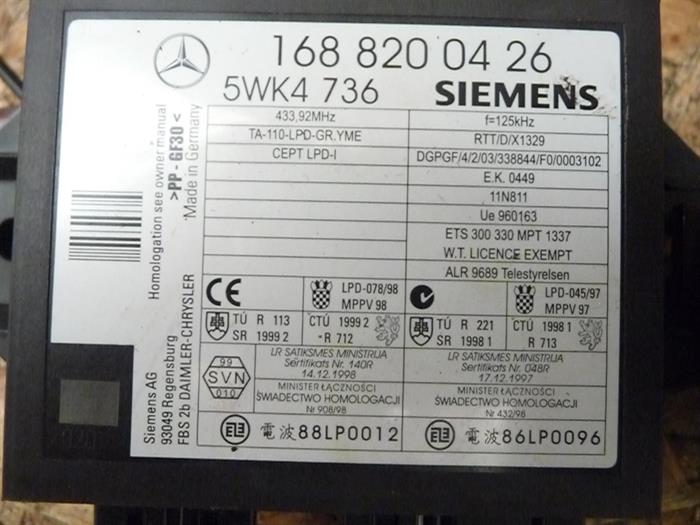 168 820 04 26
5WK4 736 SIEMENS
433,92MHz f=125kHz
TA-110-LPD-GR.YME RTT/D/X1329
CEPT LPD-I DGPGF/4/2/03/338844/F0/0003102
E.K. 0449
11N811
Ue 960163
ETS 300 330 MPT 1337
W.T. LICENCE EXEMPT
ALR 9689 Telestyrelsen
CE LPD-078/98 LPD-045/97
MPPV 98 MPPV 97
TÚ R 113 CTÚ 1999 2 TÚ R 221 CTÚ 1998 1
SR 1999 2 -R 712 SR 1998 1 R 713
99
SVN
010
LR SATIKSMES MINISTRIJA LR SATIKSMES MINISTRIJA
Sertifikats Nr. 140R Sertifikats Nr. 048R
14.12.1998 17.12.1997
MINISTER ŁĄCZNOŚCI MINISTER ŁĄCZNOŚCI
ŚWIADECTWO HOMOLOGACJI ŚWIADECTWO HOMOLOGACJI
Nr 908/98 Nr 432/98
電波88LP0012 電波86LP0096
Homologation see owner manual
>PP - GF30<
Made in Germany
Siemens AG
93049 Regensburg
FBS 2b DAIMLER-CHRYSLER